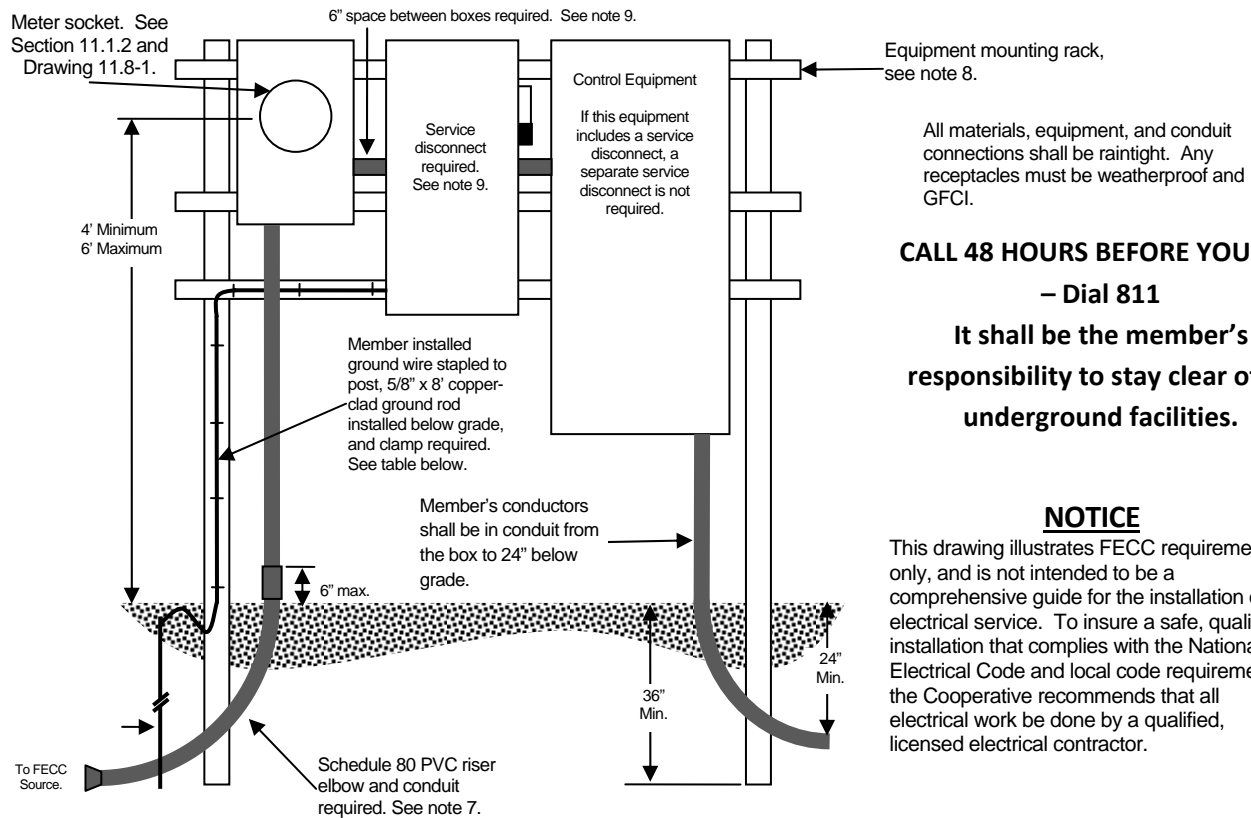 6” space between boxes required. See note 9.
Meter socket. See
Section 11.1.2 and
Drawing 11.8-1.
Equipment mounting rack,
see note 8.
Control Equipment
If this equipment
includes a service
disconnect, a
separate service
disconnect is not
required.
Service
disconnect
required.
See note 9.
All materials, equipment, and conduit
connections shall be raintight. Any
receptacles must be weatherproof and
GFCI.
4’ Minimum
6’ Maximum
CALL 48 HOURS BEFORE YOU
– Dial 811
It shall be the member’s
responsibility to stay clear of
underground facilities.
Member installed
ground wire stapled to
post, 5/8” x 8’ copper-
clad ground rod
installed below grade,
and clamp required.
See table below.
Member’s conductors
shall be in conduit from
the box to 24” below
grade.
6” max.
NOTICE
This drawing illustrates FECC requireme
only, and is not intended to be a
comprehensive guide for the installation
electrical service. To insure a safe, quali
installation that complies with the Nationa
Electrical Code and local code requireme
the Cooperative recommends that all
electrical work be done by a qualified,
licensed electrical contractor.
24”
Min.
36”
Min.
To FECC
Source.
Schedule 80 PVC riser
elbow and conduit
required. See note 7.